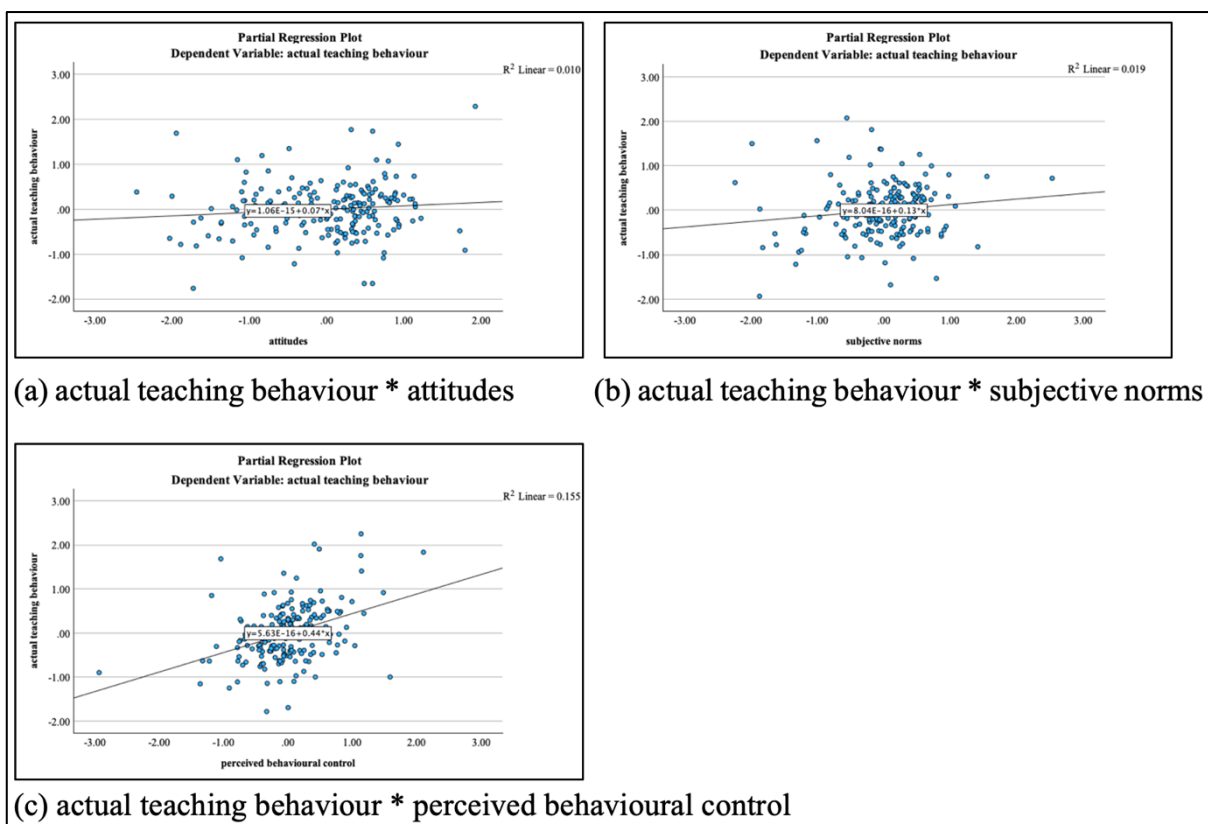 Partial Regression Plot
Dependent Variable: actual teaching behaviour
R2 Linear = 0.010
3.00
2.00
1.00
.00
-1.00
-2.00
actual teaching behaviour
y=1.06E-15+0.07*x
-3.00 -2.00 -1.00 .00 1.00 2.00
attitudes
(a) actual teaching behaviour * attitudes
Partial Regression Plot
Dependent Variable: actual teaching behaviour
R2 Linear = 0.019
3.00
2.00
1.00
.00
-1.00
-2.00
actual teaching behaviour
y=8.04E-16+0.13*x
-3.00 -2.00 -1.00 .00 1.00 2.00 3.00
subjective norms
(b) actual teaching behaviour * subjective norms
Partial Regression Plot
Dependent Variable: actual teaching behaviour
R2 Linear = 0.155
3.00
2.00
1.00
.00
-1.00
-2.00
actual teaching behaviour
y=5.63E-16+0.44*x
-3.00 -2.00 -1.00 .00 1.00 2.00 3.00
perceived behavioural control
(c) actual teaching behaviour * perceived behavioural control